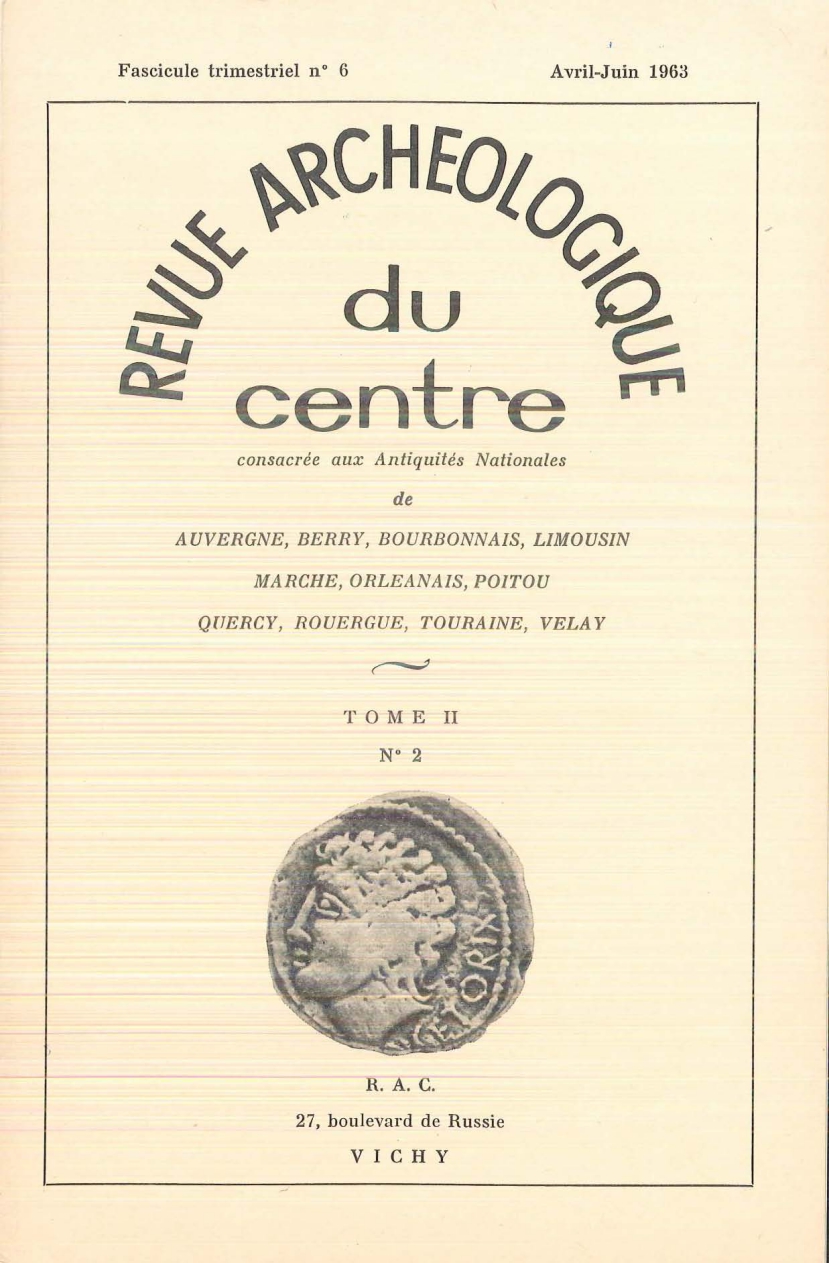 Fascicule trimestriel n° 6
Avril-Juin 1963
REVUE ARCHEOLOGIQUE
du
centre
consacrée aux Antiquités Nationales
de
AUVERGNE, BERRY, BOURBONNAIS, LIMOUSIN
MARCHE, ORLEANAIS, POITOU
QUERCY, ROUERGUE, TOURAINE, VELAY
TOME II
N° 2
GETORIX
R. A. C.
27, boulevard de Russie
VICHY